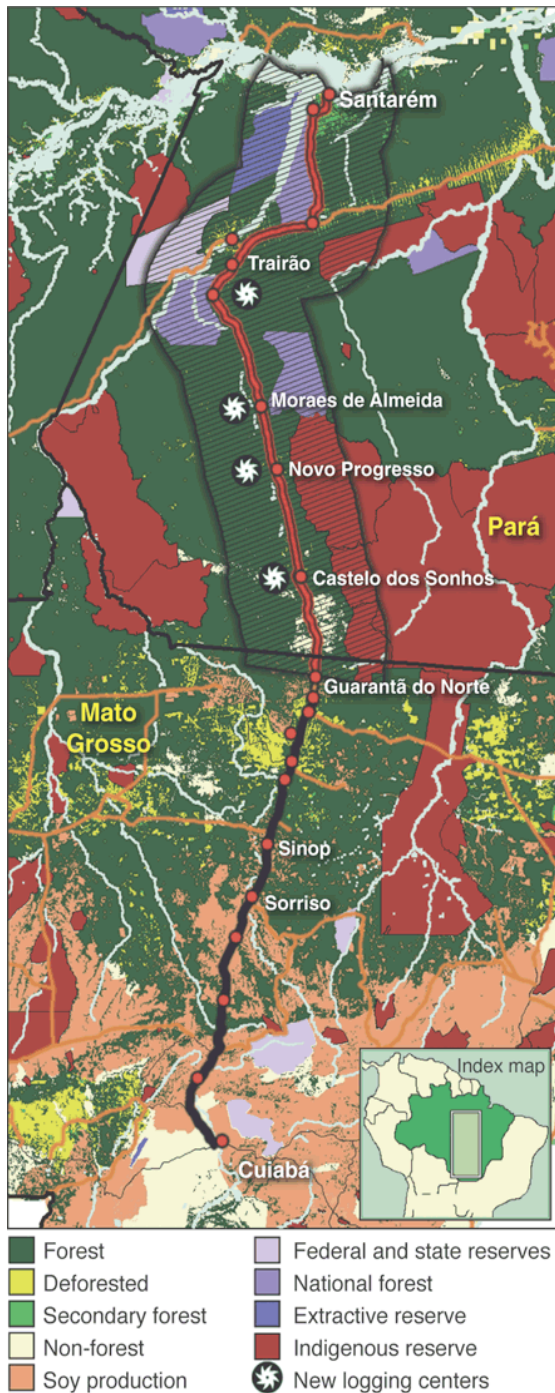 Santarém
Trairão
Moraes de Almeida
Novo Progresso
Pará
Castelo dos Sonhos
Guarantã do Norte
Mato
Grosso
Sinop
Sorriso
Index map
Cuiabá
Forest
Deforested
Secondary forest
Non-forest
Soy production
Federal and state reserves
National forest
Extractive reserve
Indigenous reserve
New logging centers